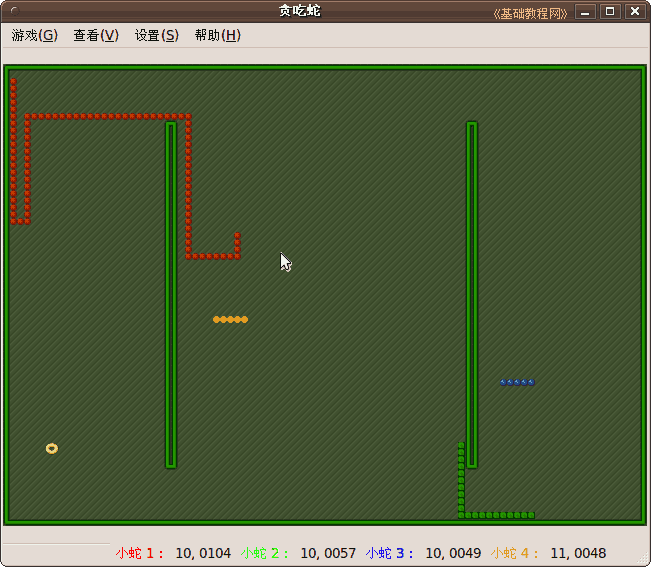 贪吃蛇
《基础教程网》
游戏(G) 查看(V) 设置(S) 帮助(H)
小蛇 1： 10, 0104 小蛇 2： 10, 0057 小蛇 3： 10, 0049 小蛇 4： 11, 0048